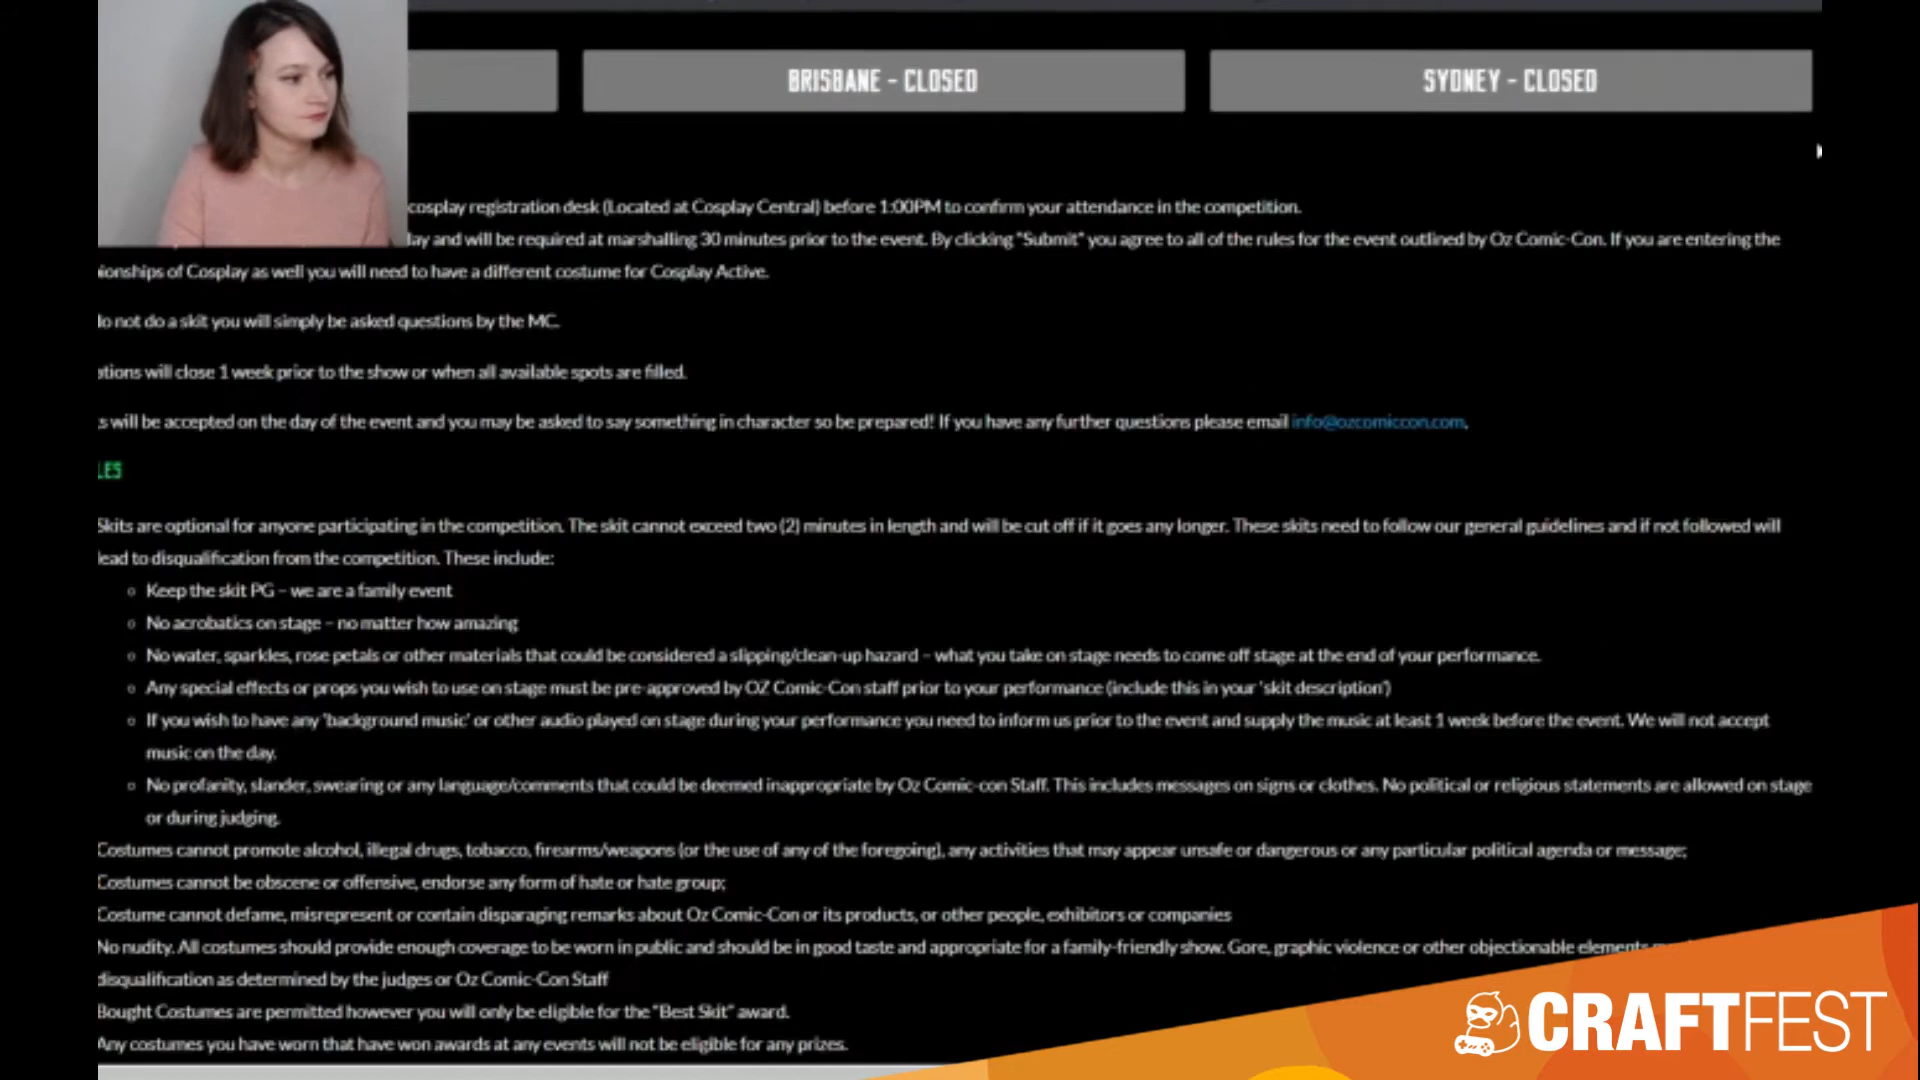 BRISBANE - CLOSED
SYDNEY - CLOSED
cosplay registration desk (Located at Cosplay Central) before 1:00PM to confirm your attendance in the competition.
lay and will be required at marshalling 30 minutes prior to the event. By clicking "Submit" you agree to all of the rules for the event outlined by Oz Comic-Con. If you are entering the
ionships of Cosplay as well you will need to have a different costume for Cosplay Active.
do not do a skit you will simply be asked questions by the MC.
ations will close 1 week prior to the show or when all available spots are filled.
s will be accepted on the day of the event and you may be asked to say something in character so be prepared! If you have any further questions please email info@ozcomiccon.com.
LES
Skits are optional for anyone participating in the competition. The skit cannot exceed two (2) minutes in length and will be cut off if it goes any longer. These skits need to follow our general guidelines and if not followed will
lead to disqualification from the competition. These include:
Keep the skit PG – we are a family event
No acrobatics on stage – no matter how amazing
No water, sparkles, rose petals or other materials that could be considered a slipping/clean-up hazard – what you take on stage needs to come off stage at the end of your performance.
Any special effects or props you wish to use on stage must be pre-approved by OZ Comic-Con staff prior to your performance (include this in your 'skit description')
If you wish to have any 'background music' or other audio played on stage during your performance you need to inform us prior to the event and supply the music at least 1 week before the event. We will not accept
music on the day.
No profanity, slander, swearing or any language/comments that could be deemed inappropriate by Oz Comic-con Staff. This includes messages on signs or clothes. No political or religious statements are allowed on stage
or during judging.
Costumes cannot promote alcohol, illegal drugs, tobacco, firearms/weapons (or the use of any of the foregoing), any activities that may appear unsafe or dangerous or any particular political agenda or message;
Costumes cannot be obscene or offensive, endorse any form of hate or hate group;
Costume cannot defame, misrepresent or contain disparaging remarks about Oz Comic-Con or its products, or other people, exhibitors or companies
No nudity. All costumes should provide enough coverage to be worn in public and should be in good taste and appropriate for a family-friendly show. Gore, graphic violence or other objectionable elements
disqualification as determined by the judges or Oz Comic-Con Staff
Bought Costumes are permitted however you will only be eligible for the "Best Skit" award.
Any costumes you have worn that have won awards at any events will not be eligible for any prizes.
CRAFTFEST